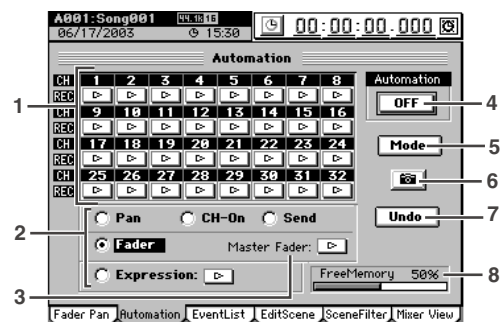 A001:Song001 44.1K 16
06/17/2003 15:30 00:00:00.000
Automation
CH 1 2 3 4 5 6 7 8
REC
CH 9 10 11 12 13 14 15 16
REC
CH 17 18 19 20 21 22 23 24
REC
CH 25 26 27 28 29 30 31 32
REC
Automation
OFF
Mode
Undo
Pan CH-On Send
Fader Master Fader:
Expression:
FreeMemory 50%
Fader Pan Automation EventList EditScene SceneFilter Mixer View
1
2
3
4
5
6
7
8